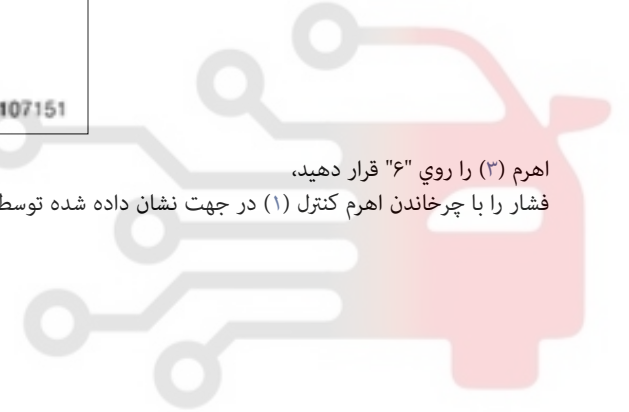 107151
اهرم (۳) را روي "۶" قرار دهيد،
فشار را با چرخاندن اهرم كنترل (۱) در جهت نشان داده شده توسط